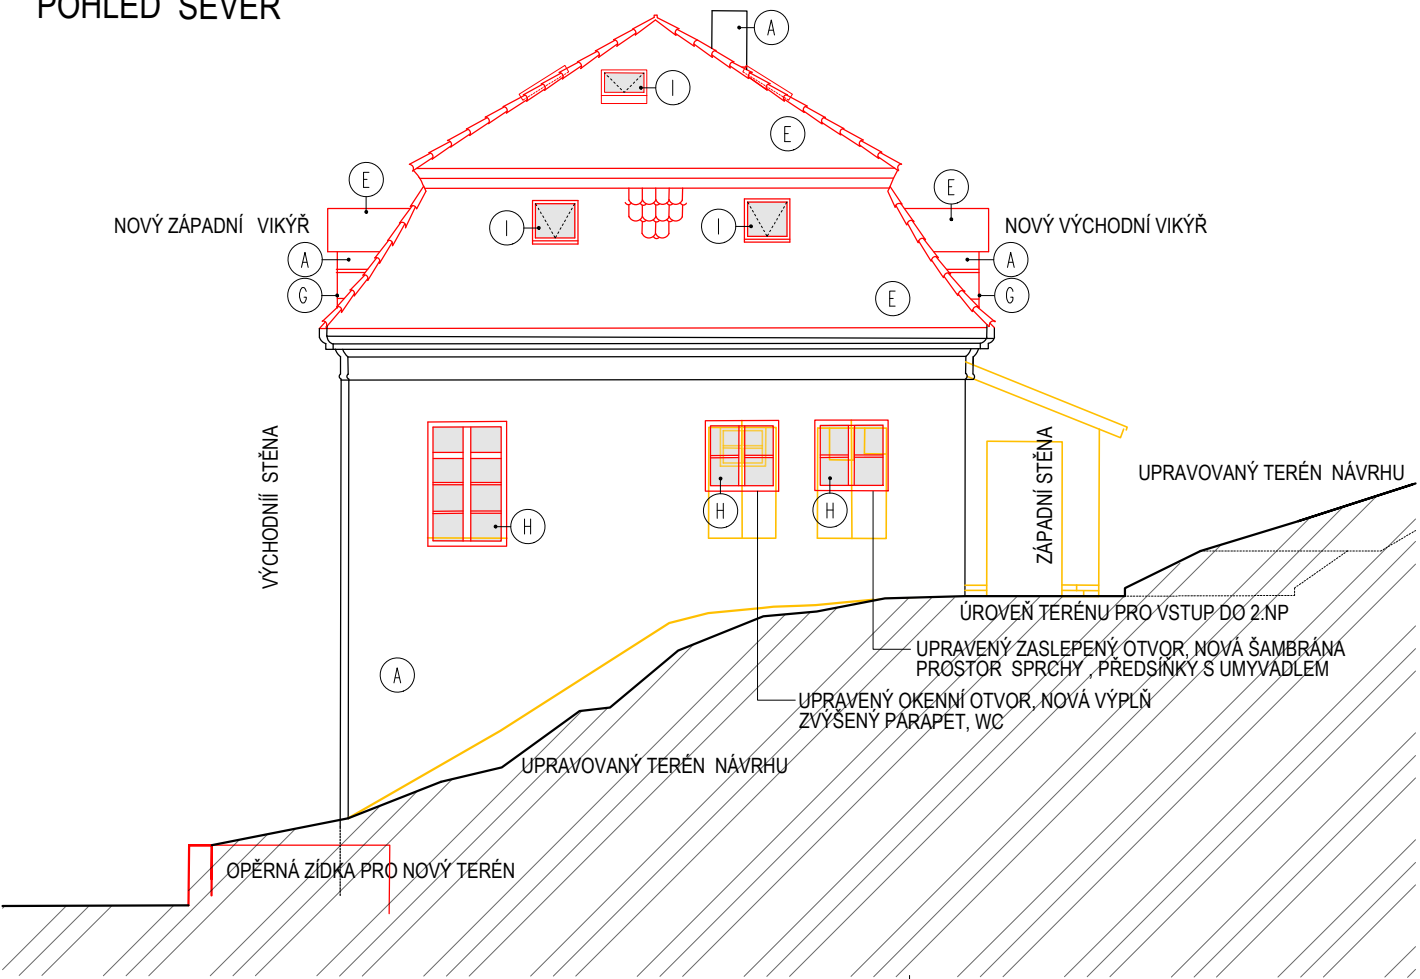 POHLED SEVER
A
I
E
E
E
NOVÝ ZÁPADNÍ VIKÝŘ
I
I
NOVÝ VÝCHODNÍ VIKÝŘ
A
A
G
E
G
VÝCHODNÍÍ STĚNA
ZÁPADNÍ STĚNA
UPRAVOVANÝ TERÉN NÁVRHU
H
H
H
ÚROVEŇ TERÉNU PRO VSTUP DO 2.NP
UPRAVENÝ ZASLEPENÝ OTVOR, NOVÁ ŠAMBRÁNA
PROSTOR SPRCHY , PŘEDSÍŇKY S UMYVADLEM
A
UPRAVENÝ OKENNÍ OTVOR, NOVÁ VÝPLŇ
ZVÝŠENÝ PARAPET, WC
UPRAVOVANÝ TERÉN NÁVRHU
OPĚRNÁ ZÍDKA PRO NOVÝ TERÉN